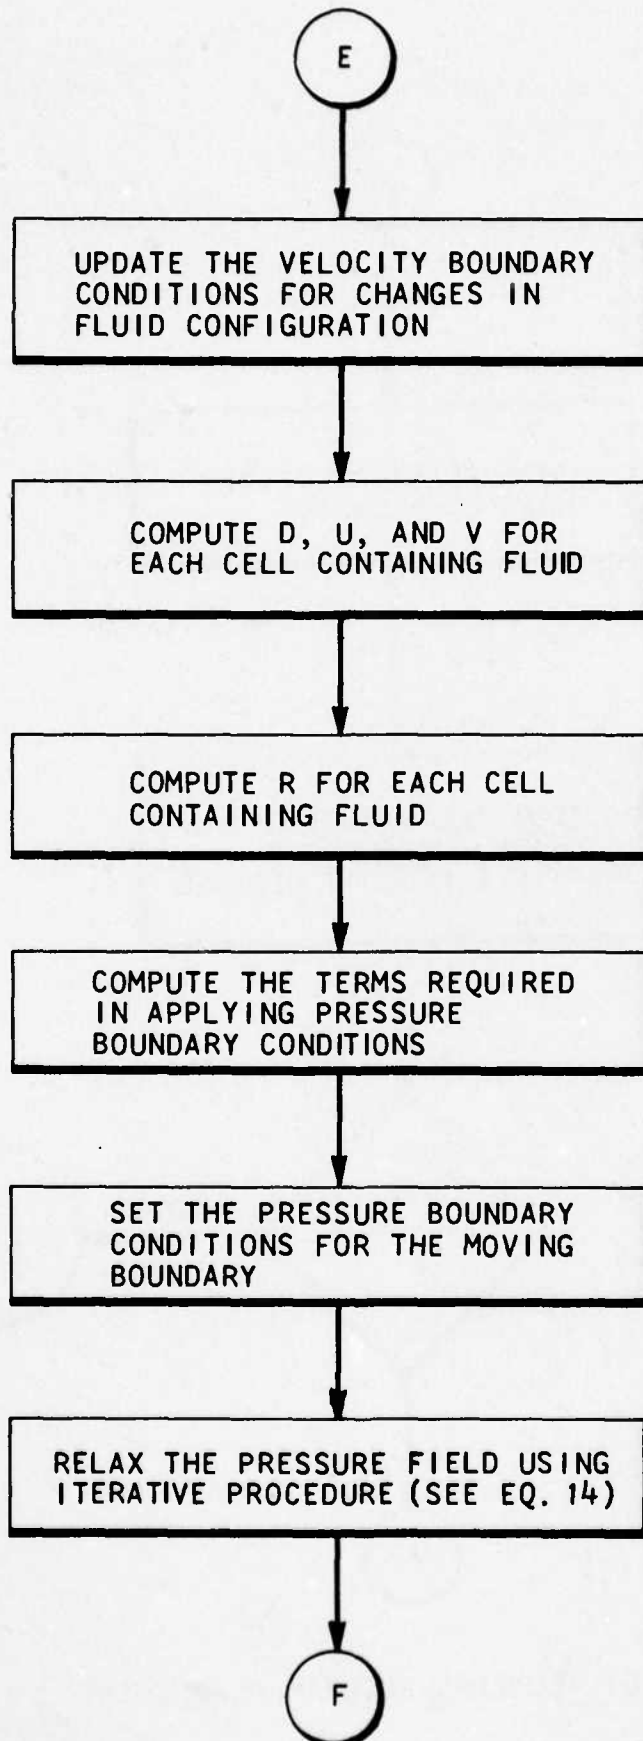 E
UPDATE THE VELOCITY BOUNDARY
CONDITIONS FOR CHANGES IN
FLUID CONFIGURATION
COMPUTE D, U, AND V FOR
EACH CELL CONTAINING FLUID
COMPUTE R FOR EACH CELL
CONTAINING FLUID
COMPUTE THE TERMS REQUIRED
IN APPLYING PRESSURE
BOUNDARY CONDITIONS
SET THE PRESSURE BOUNDARY
CONDITIONS FOR THE MOVING
BOUNDARY
RELAX THE PRESSURE FIELD USING
ITERATIVE PROCEDURE (SEE EQ. 14)
F